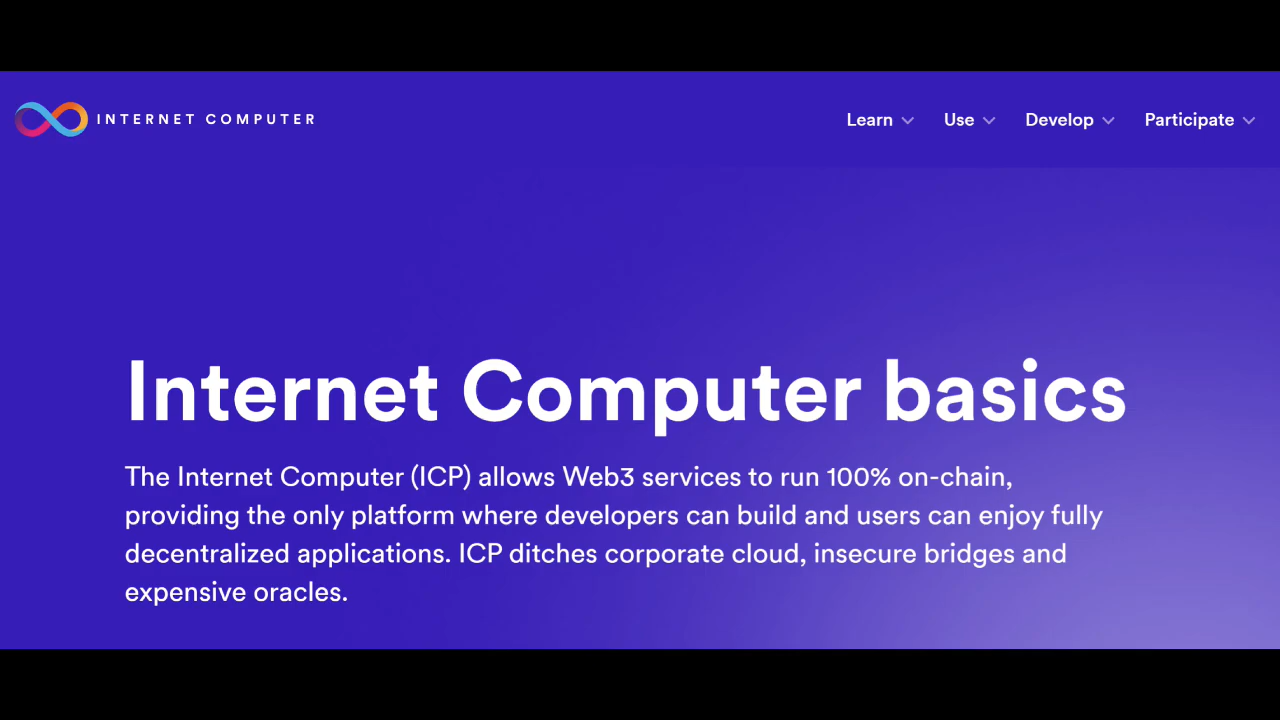 INTERNET COMPUTER
Learn Use Develop Participate
Internet Computer basics
The Internet Computer (ICP) allows Web3 services to run 100% on-chain,
providing the only platform where developers can build and users can enjoy fully
decentralized applications. ICP ditches corporate cloud, insecure bridges and
expensive oracles.